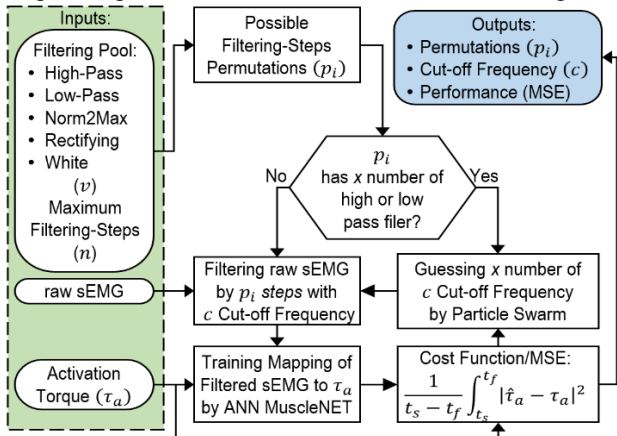 Inputs:
Filtering Pool:
• High-Pass
• Low-Pass
• Norm2Max
• Rectifying
• White
(v)
Maximum
Filtering-Steps
(n)
raw sEMG
Activation
Torque (τₐ)
Possible
Filtering-Steps
Permutations (pᵢ)
Outputs:
• Permutations (pᵢ)
• Cut-off Frequency (c)
• Performance (MSE)
pᵢ
has x number of
high or low
pass filer?
No
Yes
Filtering raw sEMG
by pᵢ steps with
c Cut-off Frequency
Guessing x number of
c Cut-off Frequency
by Particle Swarm
Training Mapping of
Filtered sEMG to τₐ
by ANN MuscleNET
Cost Function/MSE:
1/(t_s − t_f) ∫_{t_s}^{t_f} |τ̂ₐ − τₐ|²